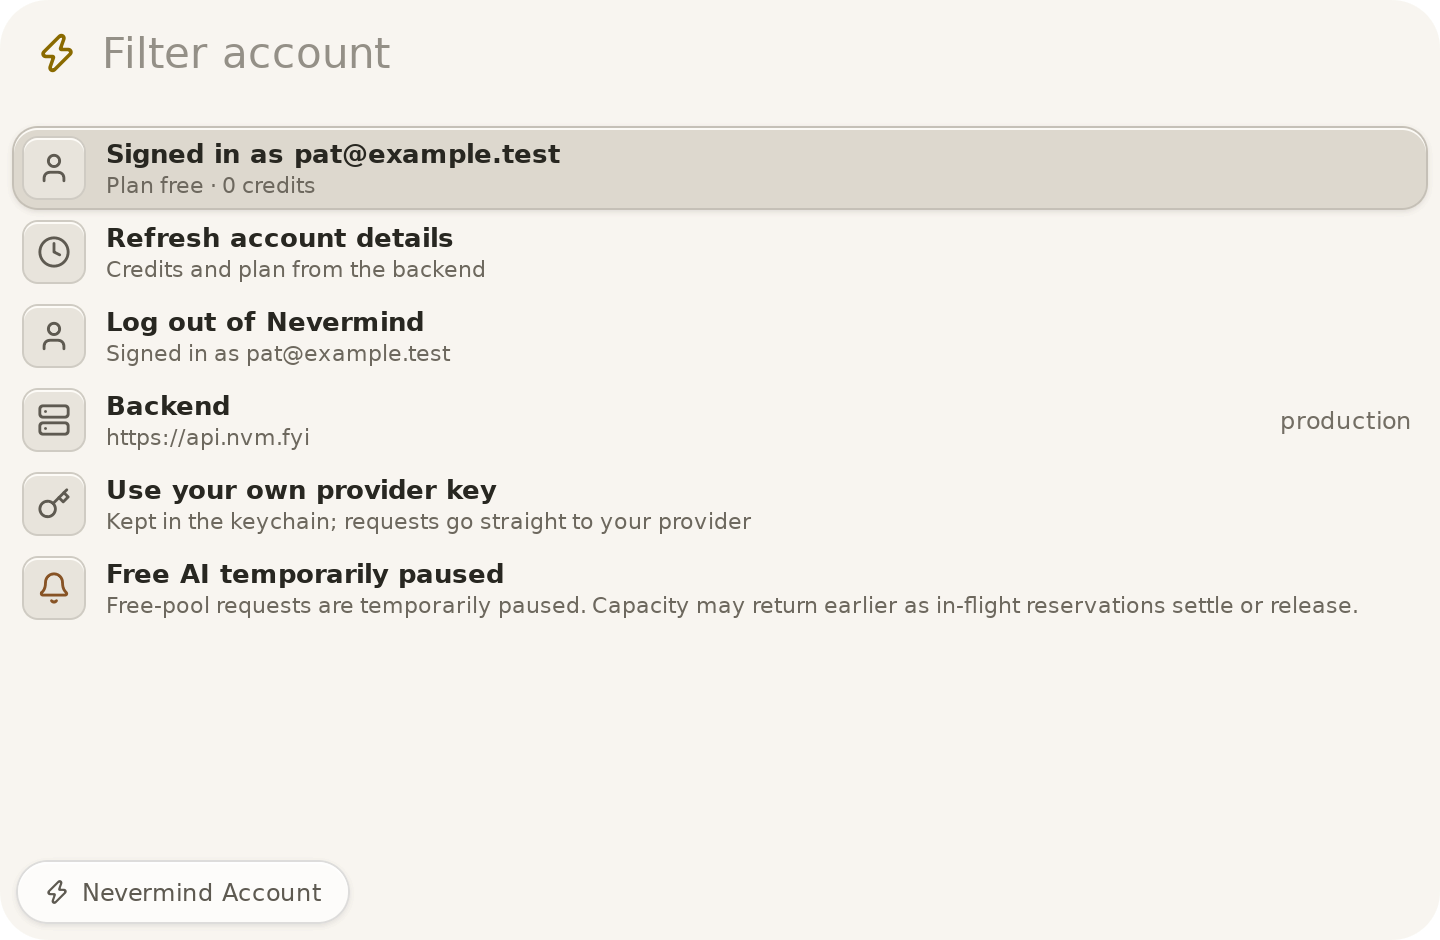 Filter account
Signed in as pat@example.test
Plan free · 0 credits
Refresh account details
Credits and plan from the backend
Log out of Nevermind
Signed in as pat@example.test
Backend
https://api.nvm.fyi
production
Use your own provider key
Kept in the keychain; requests go straight to your provider
Free AI temporarily paused
Free-pool requests are temporarily paused. Capacity may return earlier as in-flight reservations settle or release.
Nevermind Account